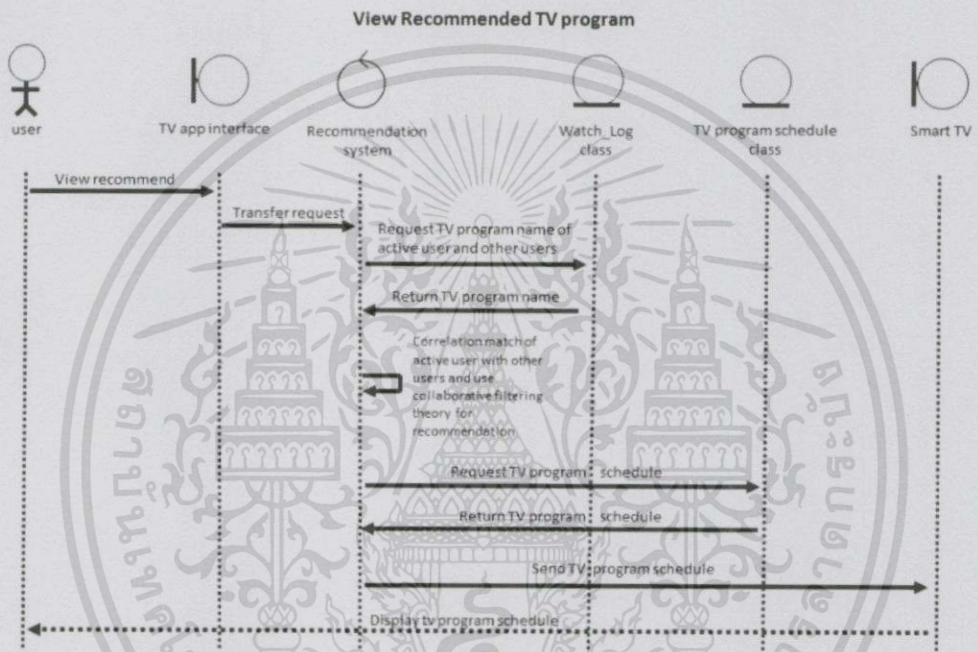 View Recommended TV program
user
TV app interface
Recommendation
system
Watch_Log
class
TV program schedule
class
Smart TV
View recommend
Transfer request
Request TV program name of
active user and other users
Return TV program name
Correlation match of
active user with other
users and use
collaborative filtering
theory for
recommendation
Request TV program schedule
Return TV program schedule
Send TV program schedule
Display tv program schedule